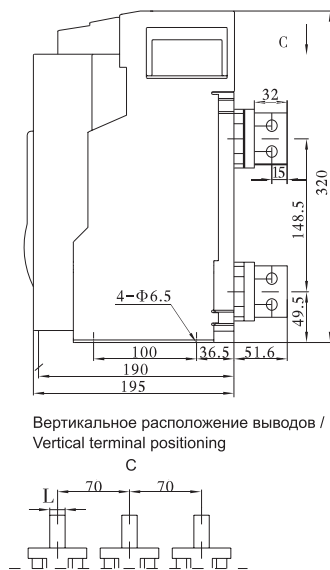 C
32
15
320
148.5
49.5
4-Φ6.5
100
36.5
51.6
190
195
Вертикальное расположение выводов /
Vertical terminal positioning
C
70
70
L